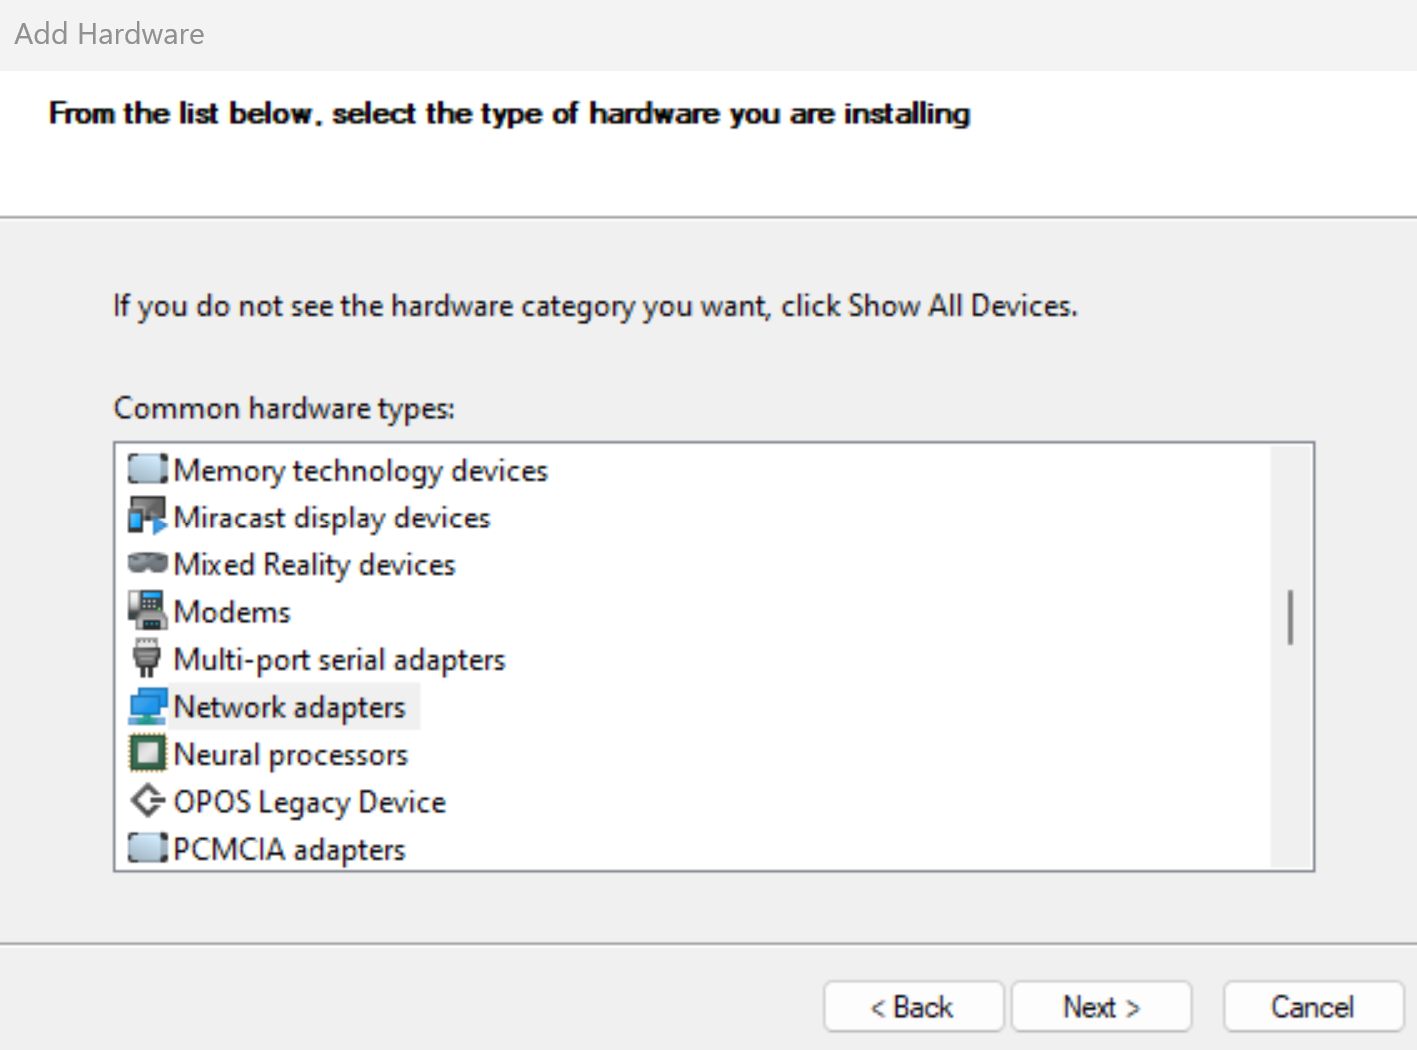 Add Hardware
From the list below, select the type of hardware you are installing
If you do not see the hardware category you want, click Show All Devices.
Common hardware types:
Memory technology devices
Miracast display devices
Mixed Reality devices
Modems
Multi-port serial adapters
Network adapters
Neural processors
OPOS Legacy Device
PCMCIA adapters
< Back Next > Cancel